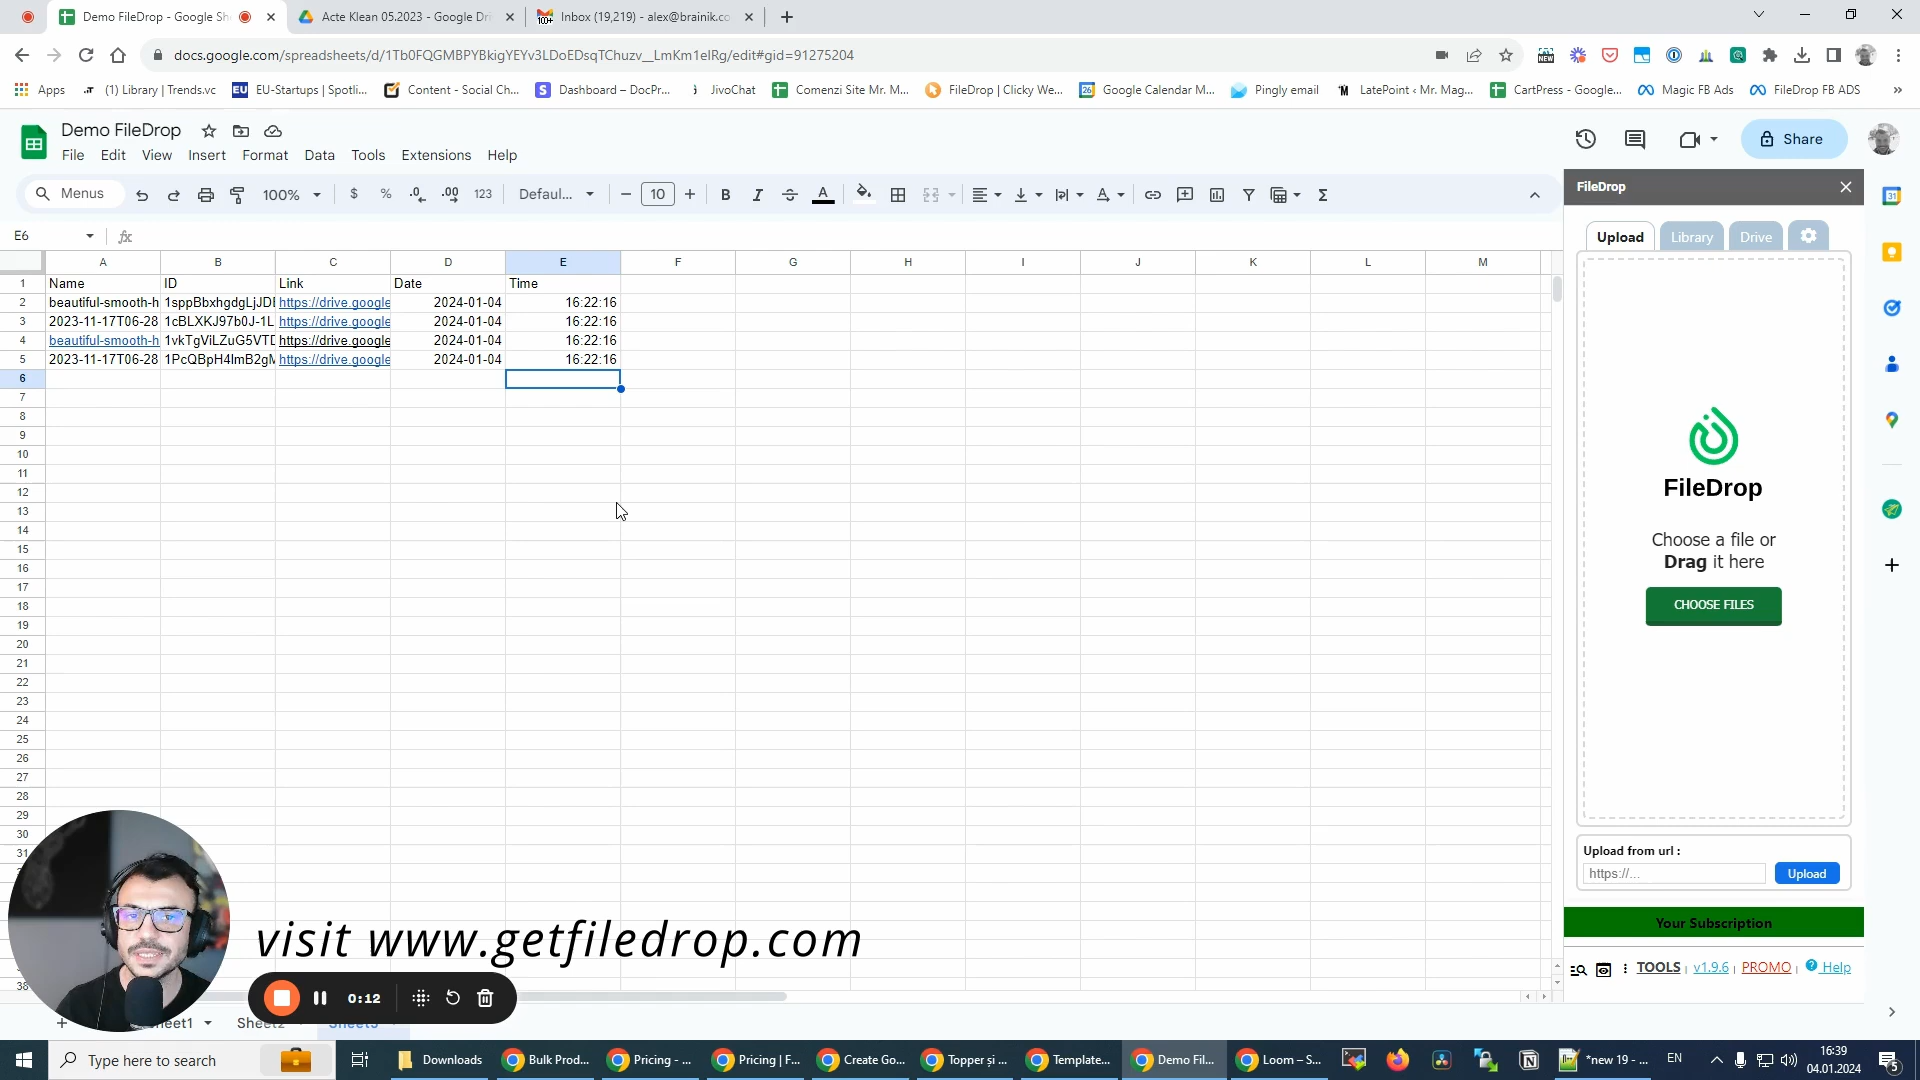 Demo FileDrop - Google She
Acte Klean 05.2023 - Google Dri
Inbox (19,219) - alex@brainik.co
docs.google.com/spreadsheets/d/1Tb0FQGMBPYBkigYEYv3LDoEDsqTChuzv__LmKm1eIRg/edit#gid=91275204
Apps
(1) Library | Trends.vc
EU-Startups | Spotli...
Content - Social Ch...
Dashboard – DocPr...
JivoChat
Comenzi Site Mr. M...
FileDrop | Clicky We...
Google Calendar M...
Pingly email
LatePoint ‹ Mr. Mag...
CartPress - Google...
Magic FB Ads
FileDrop FB ADS
»
Demo FileDrop
File Edit View Insert Format Data Tools Extensions Help
Share
Menus 100% $ % .0 .00 123 Defaul... − 10 + B I A Σ
E6
fx
A B C D E F G H I J K L M
1 Name ID Link Date Time
2 beautiful-smooth-h 1sppBbxhgdgLjJDE https://drive.google 2024-01-04 16:22:16
3 2023-11-17T06-28 1cBLXKJ97b0J-1L https://drive.google 2024-01-04 16:22:16
4 beautiful-smooth-h 1vkTgViLZuG5VTD https://drive.google 2024-01-04 16:22:16
5 2023-11-17T06-28 1PcQBpH4lmB2gM https://drive.google 2024-01-04 16:22:16
6
7
8
9
10
11
12
13
14
15
16
17
18
19
20
21
22
23
24
25
26
27
28
29
30
31
38
FileDrop
Upload Library Drive
FileDrop
Choose a file or
Drag it here
CHOOSE FILES
Upload from url :
https://...
Upload
Your Subscription
TOOLS | v1.9.6 | PROMO | Help
visit www.getfiledrop.com
0:12
Sheet2
Sheet3
Type here to search
Downloads
Bulk Prod...
Pricing - ...
Pricing | F...
Create Go...
Topper și ...
Template...
Demo Fil...
Loom – S...
*new 19 - ...
EN
16:39
04.01.2024
5